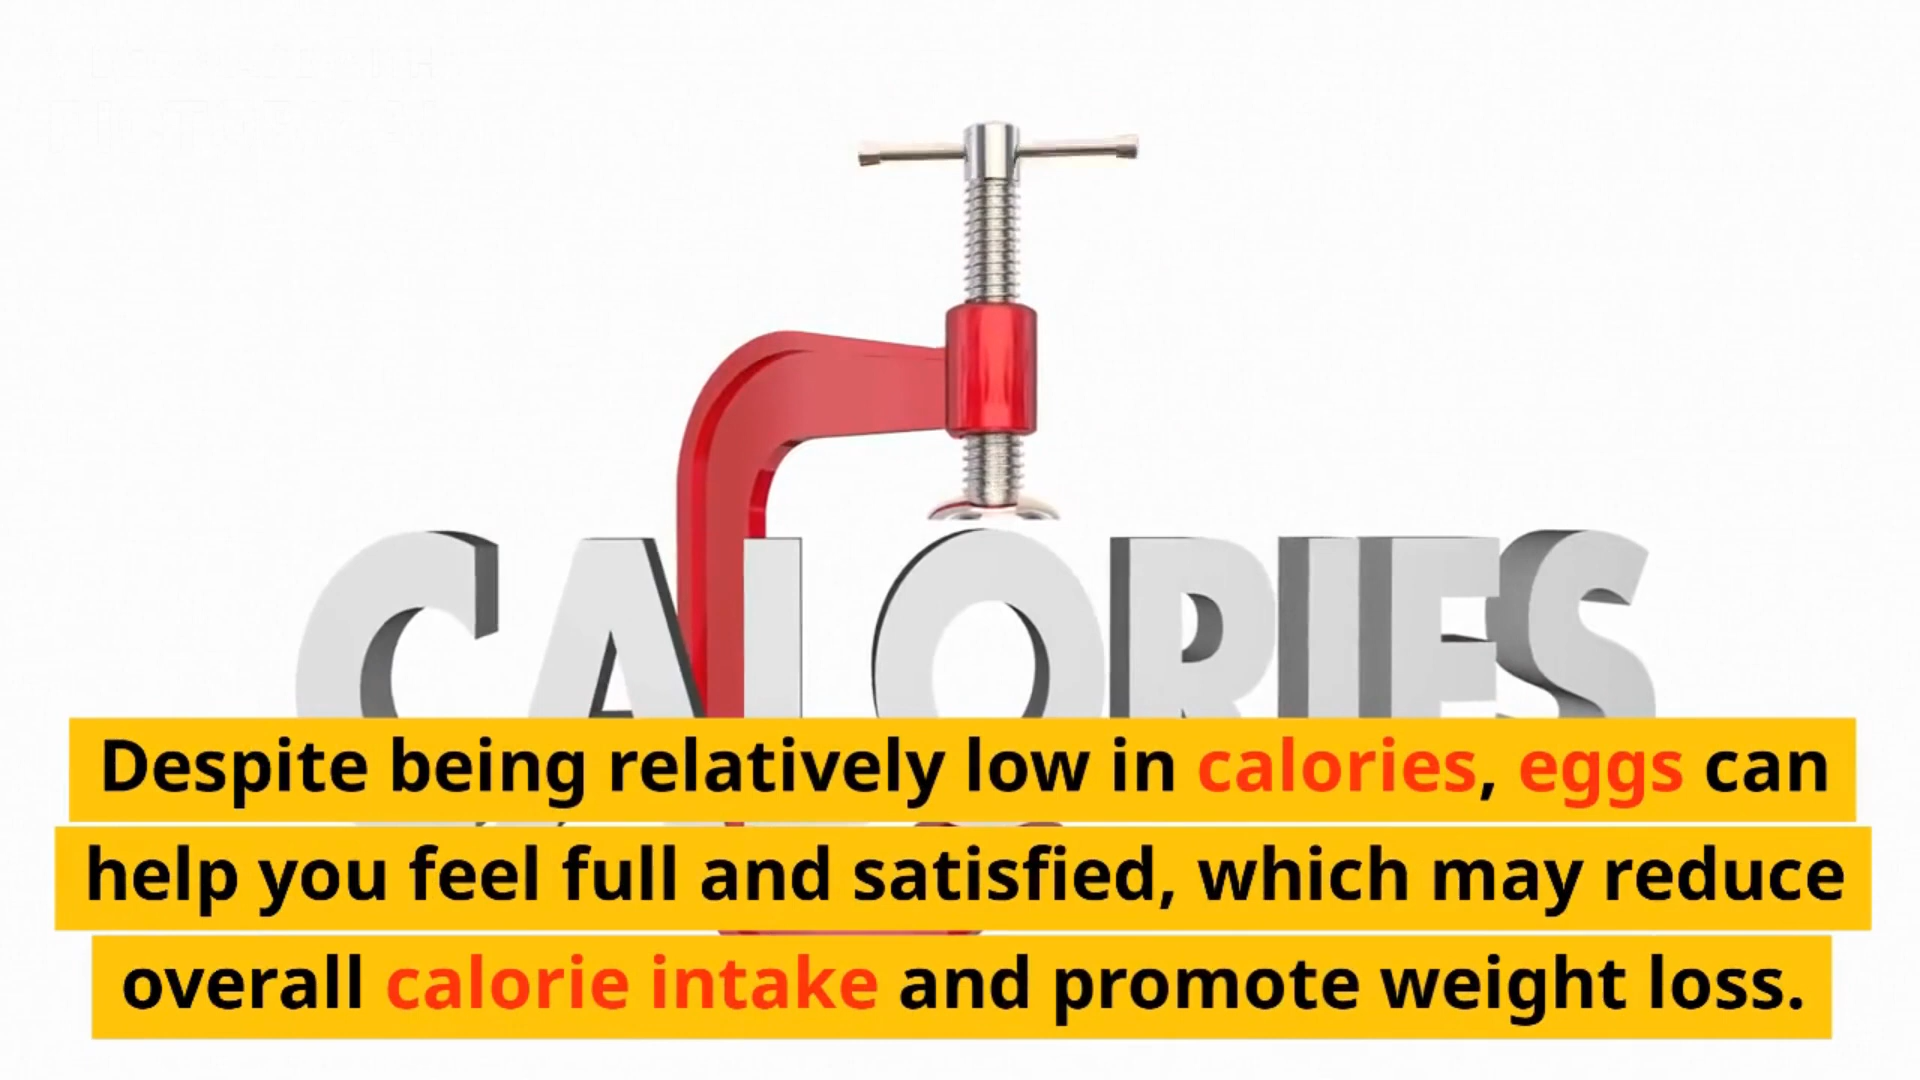 CALORIES
Despite being relatively low in calories, eggs can
help you feel full and satisfied, which may reduce
overall calorie intake and promote weight loss.